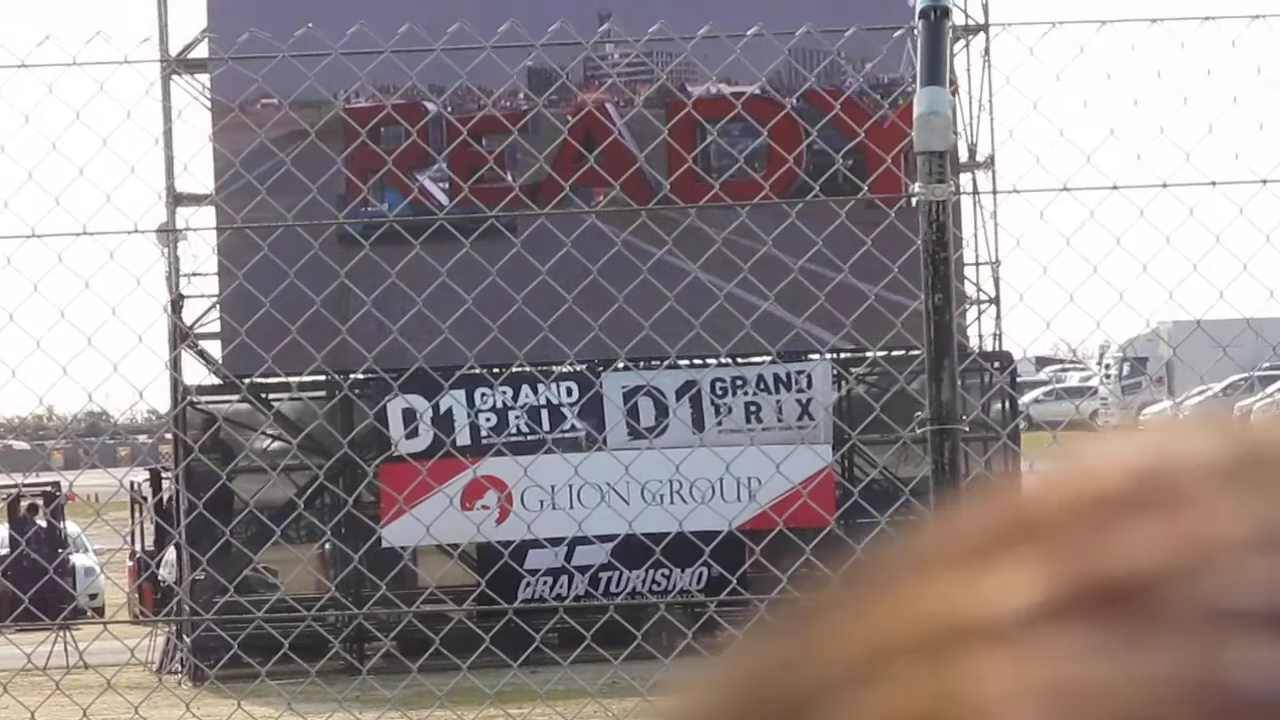 READY
D1 GRAND PRIX
D1 GRAND PRIX
GLION GROUP
GRAN TURISMO®